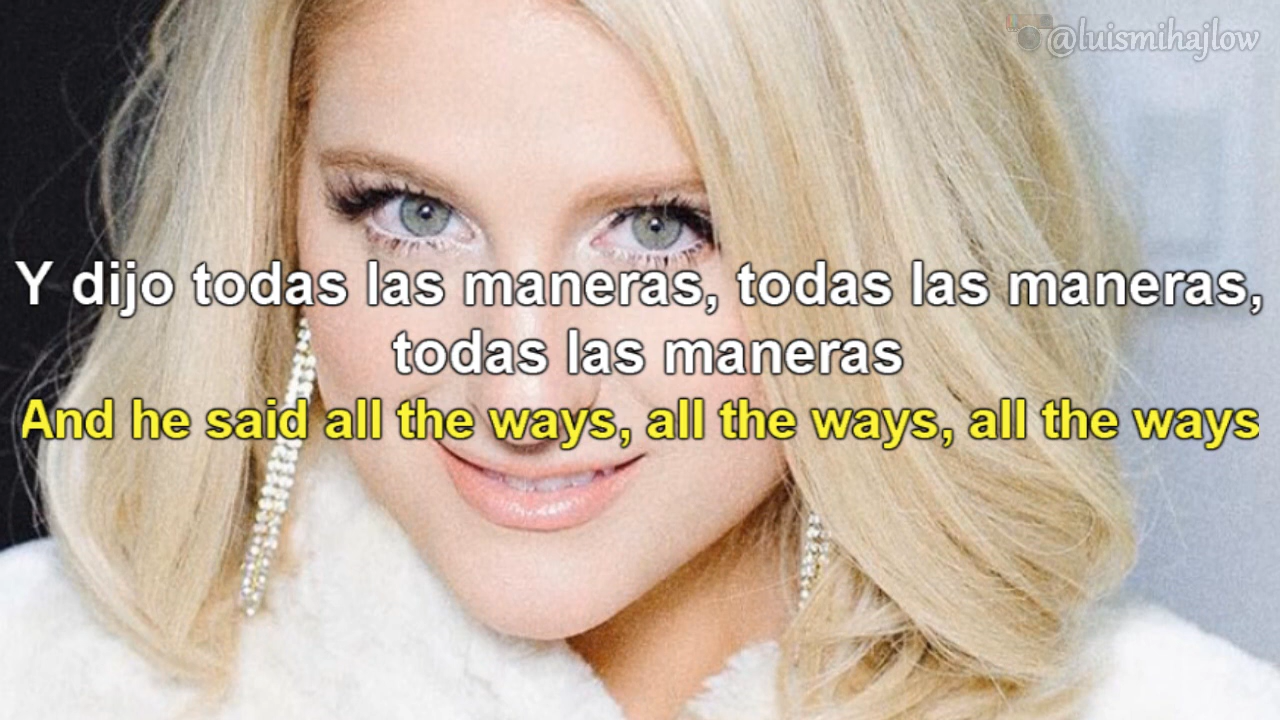 @luismihajlow
Y dijo todas las maneras, todas las maneras,
todas las maneras
And he said all the ways, all the ways, all the ways